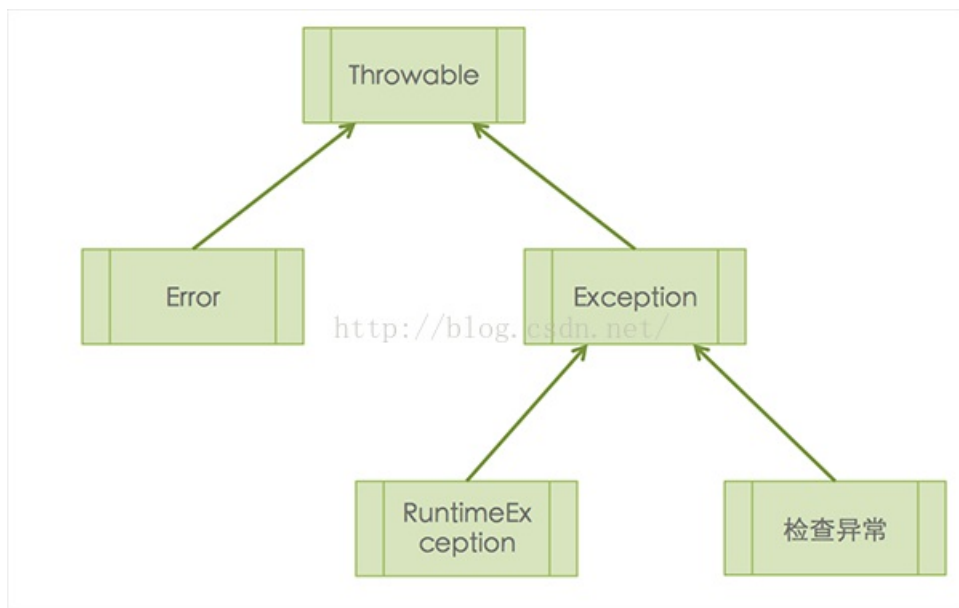 Throwable
Error
Exception
http://blog.csdn.net/
RuntimeEx
ception
检查异常